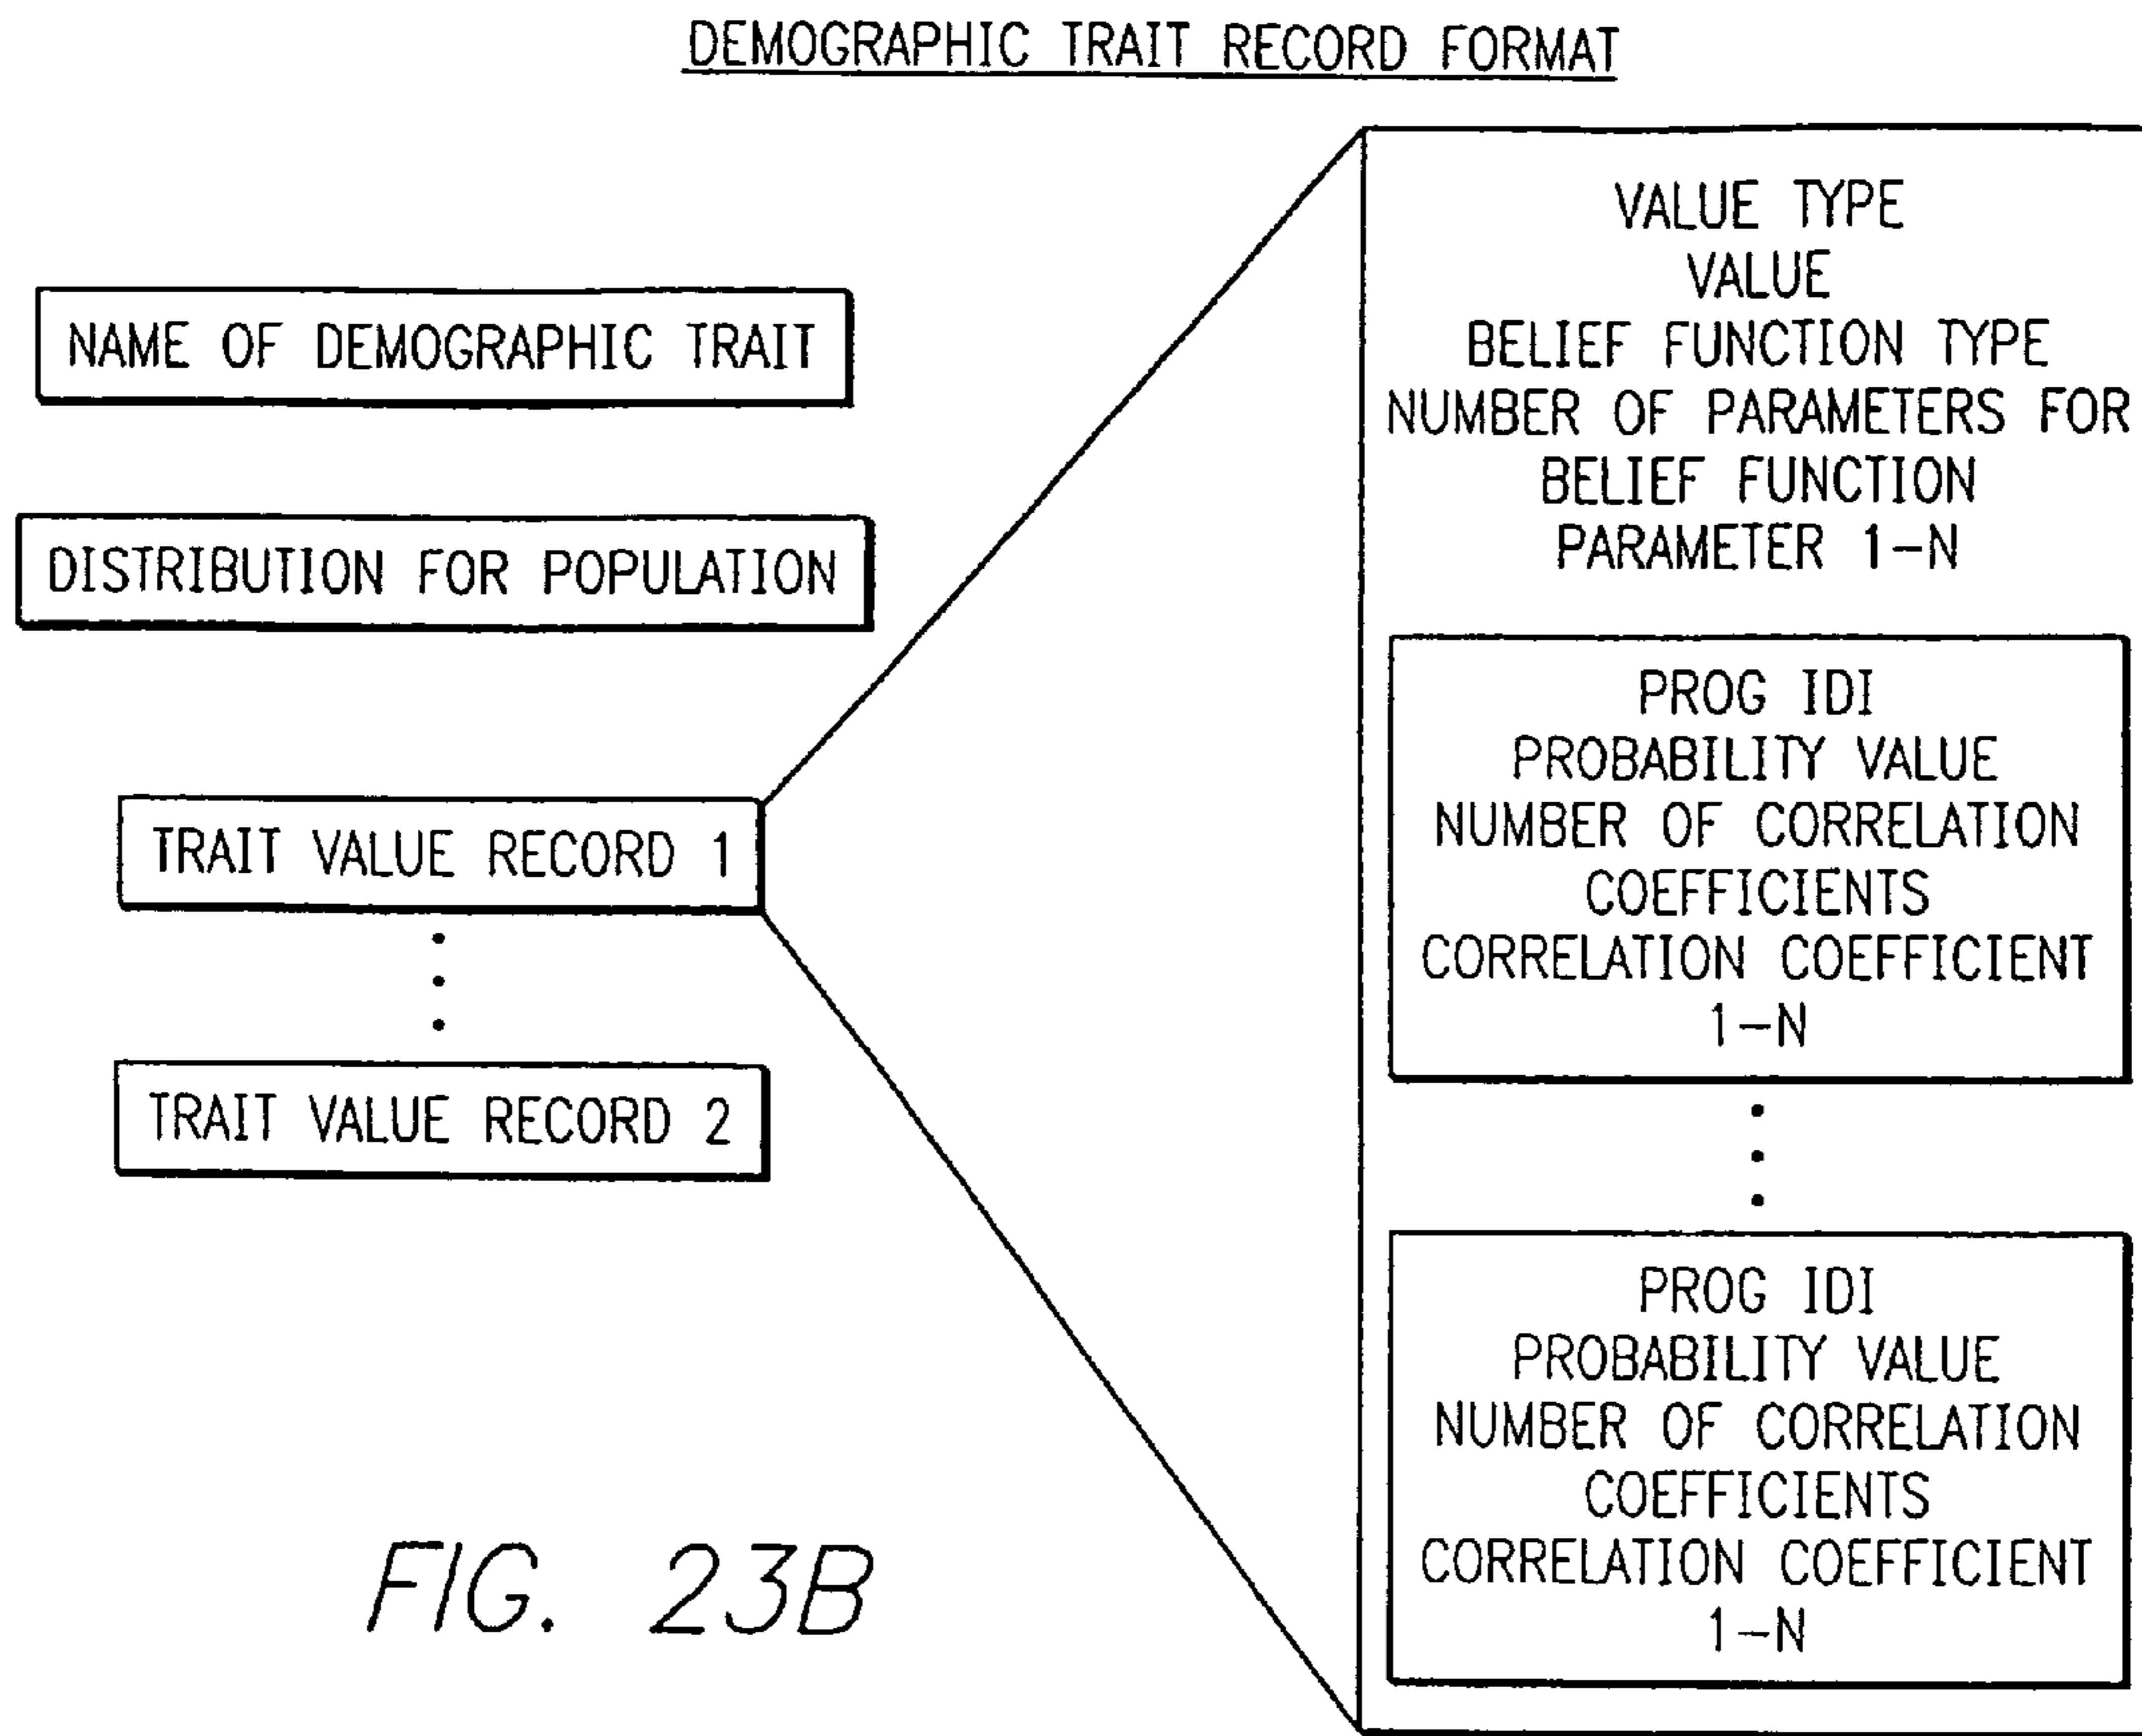 DEMOGRAPHIC TRAIT RECORD FORMAT
NAME OF DEMOGRAPHIC TRAIT
DISTRIBUTION FOR POPULATION
TRAIT VALUE RECORD 1
TRAIT VALUE RECORD 2
VALUE TYPE
VALUE
BELIEF FUNCTION TYPE
NUMBER OF PARAMETERS FOR
BELIEF FUNCTION
PARAMETER 1-N
PROG IDI
PROBABILITY VALUE
NUMBER OF CORRELATION
COEFFICIENTS
CORRELATION COEFFICIENT
1-N
PROG IDI
PROBABILITY VALUE
NUMBER OF CORRELATION
COEFFICIENTS
CORRELATION COEFFICIENT
1-N
FIG. 23B